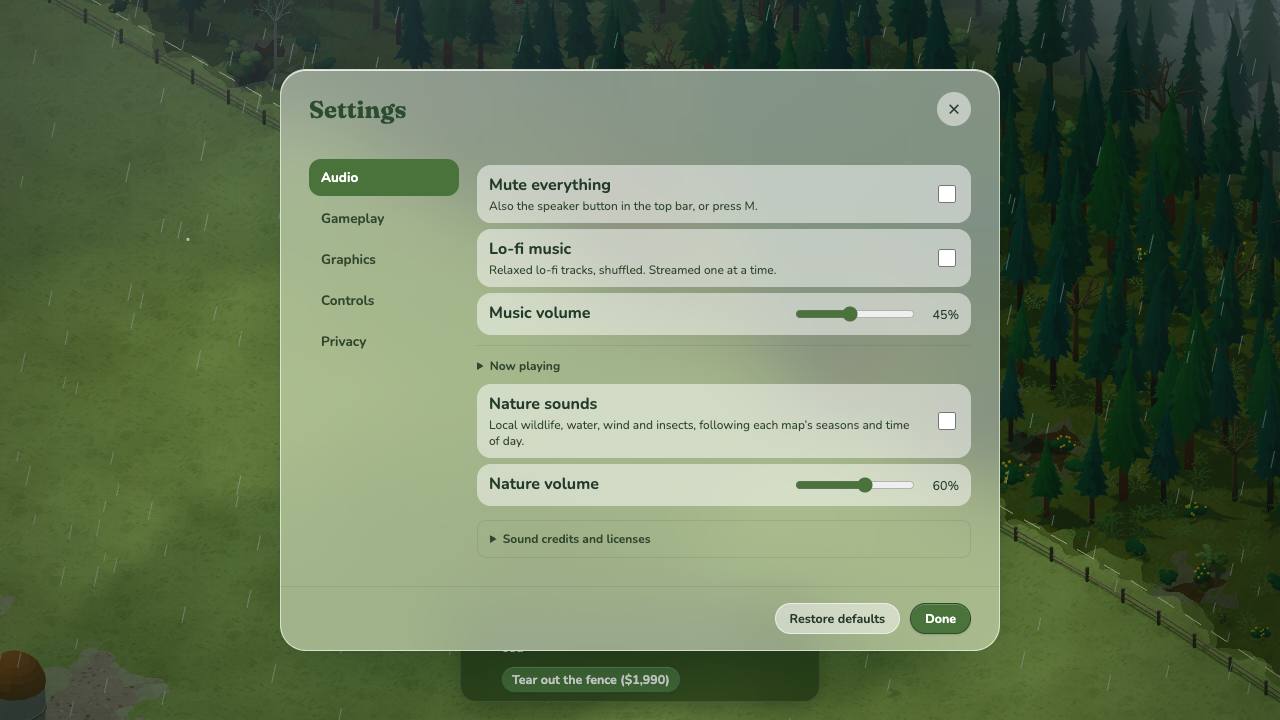 Settings
Audio
Gameplay
Graphics
Controls
Privacy
Mute everything
Also the speaker button in the top bar, or press M.
Lo-fi music
Relaxed lo-fi tracks, shuffled. Streamed one at a time.
Music volume
45%
Now playing
Nature sounds
Local wildlife, water, wind and insects, following each map's seasons and time
of day.
Nature volume
60%
Sound credits and licenses
Restore defaults
Done
Tear out the fence ($1,990)